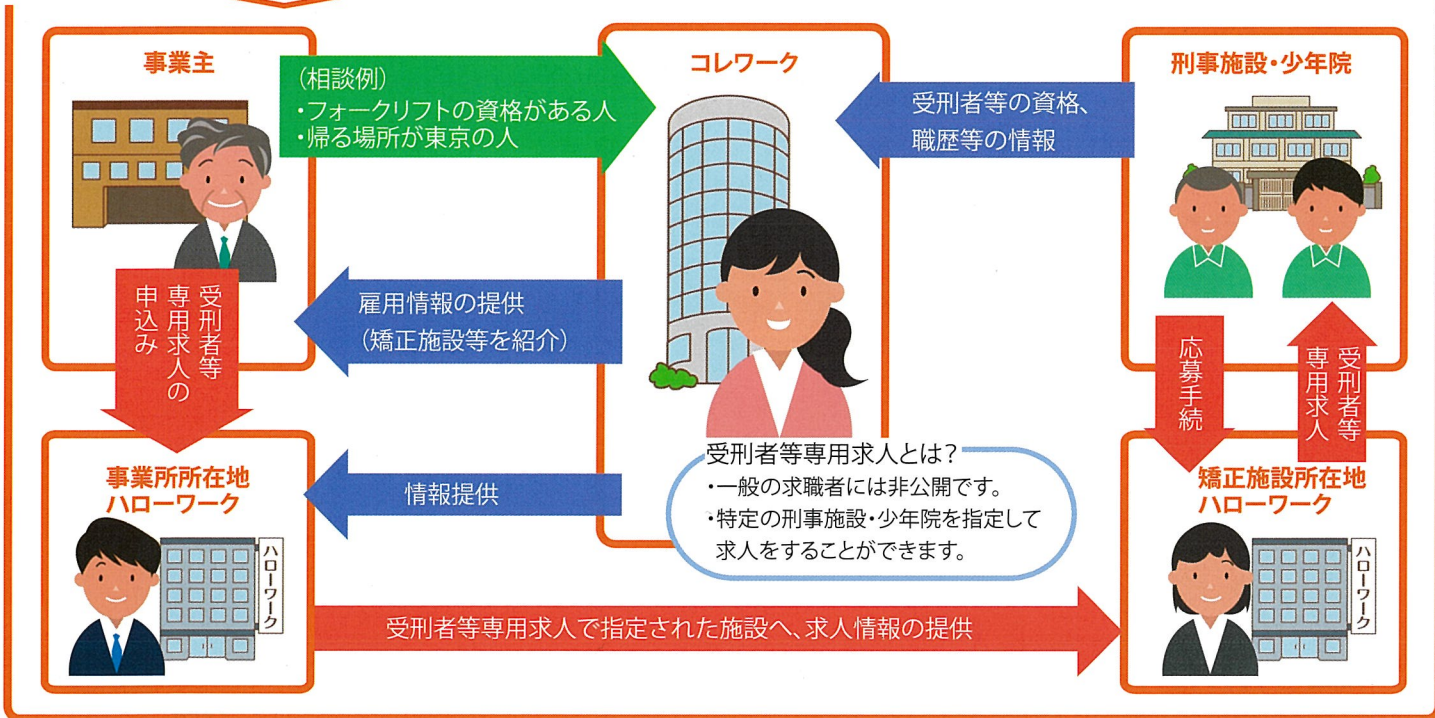 事業主
(相談例)
・フォークリフトの資格がある人
・帰る場所が東京の人
コレワーク
受刑者等の資格、
職歴等の情報
刑事施設・少年院
雇用情報の提供
(矯正施設等を紹介)
受刑者等
専用求人の
申込み
応募手続
受刑者等
専用求人
事業所所在地
ハローワーク
ハローワーク
情報提供
受刑者等専用求人とは?
・一般の求職者には非公開です。
・特定の刑事施設・少年院を指定して
求人をすることができます。
矯正施設所在地
ハローワーク
ハローワーク
受刑者等専用求人で指定された施設へ、求人情報の提供